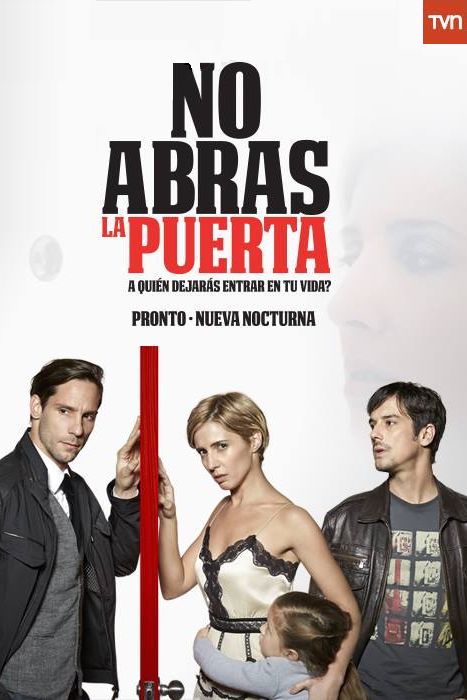 TVN
NO
ABRAS
LA PUERTA
A QUIÉN DEJARÁS ENTRAR EN TU VIDA?
PRONTO · NUEVA NOCTURNA